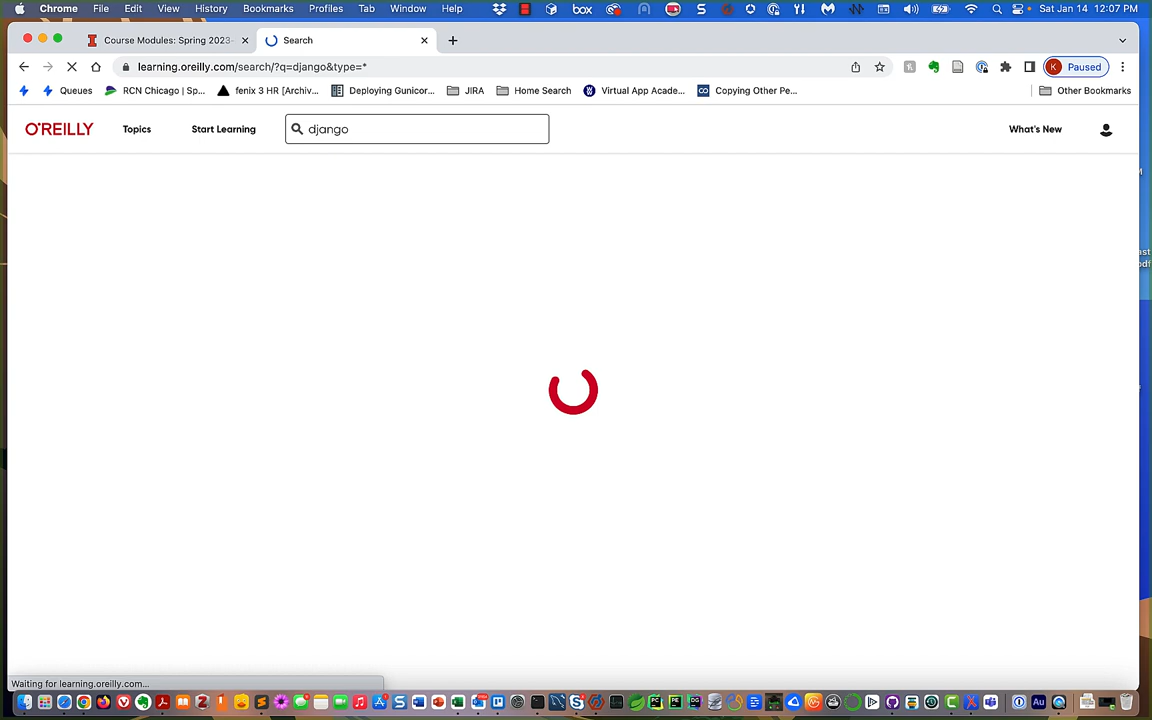 Chrome File Edit View History Bookmarks Profiles Tab Window Help box Sat Jan 14 12:07 PM
Course Modules: Spring 2023- Search
learning.oreilly.com/search/?q=django&type=* K Paused
Queues RCN Chicago | Sp... fenix 3 HR [Archiv... Deploying Gunicor... JIRA Home Search Virtual App Acade... Copying Other Pe... Other Bookmarks
O'REILLY Topics Start Learning django What's New
Waiting for learning.oreilly.com...